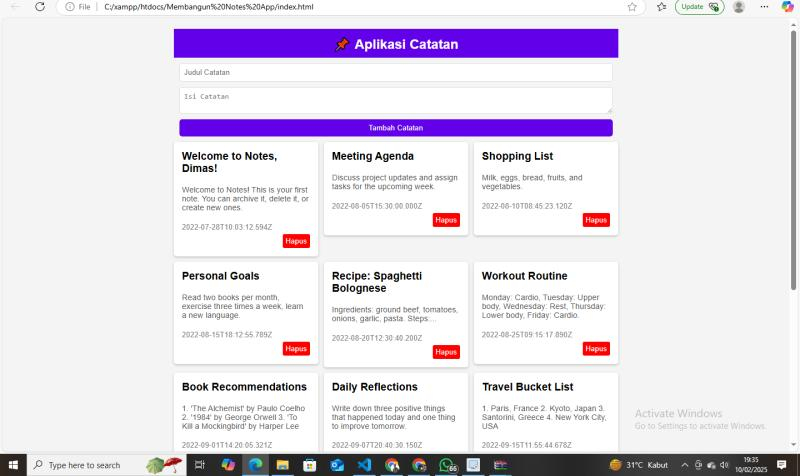 File
C:/xampp/htdocs/Membangun%20Notes%20App/index.html
Update
Aplikasi Catatan
Judul Catatan
Isi Catatan
Tambah Catatan
Welcome to Notes,
Dimas!
Welcome to Notes! This is your first
note. You can archive it, delete it, or
create new ones.
2022-07-28T10:03:12.594Z
Hapus
Meeting Agenda
Discuss project updates and assign
tasks for the upcoming week.
2022-08-05T15:30:00.000Z
Hapus
Shopping List
Milk, eggs, bread, fruits, and
vegetables.
2022-08-10T08:45:23.120Z
Hapus
Personal Goals
Read two books per month,
exercise three times a week, learn
a new language.
2022-08-15T18:12:55.789Z
Hapus
Recipe: Spaghetti
Bolognese
Ingredients: ground beef, tomatoes,
onions, garlic, pasta. Steps:...
2022-08-20T12:30:40.200Z
Hapus
Workout Routine
Monday: Cardio, Tuesday: Upper
body, Wednesday: Rest, Thursday:
Lower body, Friday: Cardio.
2022-08-25T09:15:17.890Z
Hapus
Book Recommendations
1. 'The Alchemist' by Paulo Coelho
2. '1984' by George Orwell 3. 'To
Kill a Mockingbird' by Harper Lee
2022-09-01T14:20:05.321Z
Daily Reflections
Write down three positive things
that happened today and one thing
to improve tomorrow.
2022-09-07T20:40:30.150Z
Travel Bucket List
1. Paris, France 2. Kyoto, Japan 3.
Santorini, Greece 4. New York City,
USA
2022-09-15T11:55:44.678Z
Activate Windows
Go to Settings to activate Windows.
Type here to search
66
31°C Kabut
19:35
10/02/2025